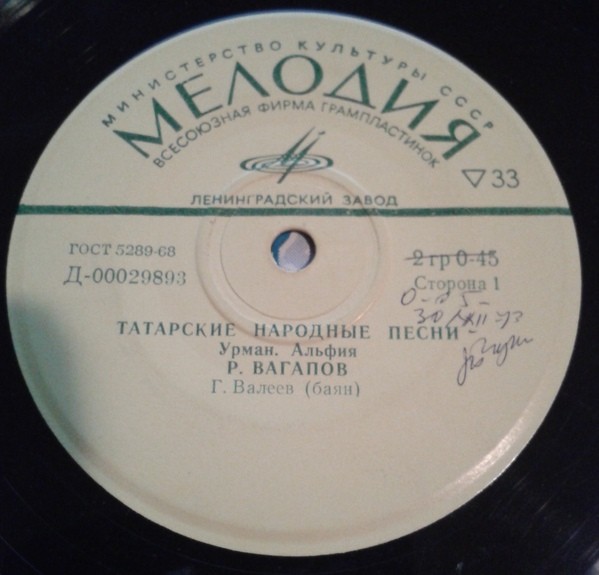 МИНИСТЕРСТВО КУЛЬТУРЫ СССР
МЕЛОДИЯ
ВСЕСОЮЗНАЯ ФИРМА ГРАМПЛАСТИНОК
▽ 33
ЛЕНИНГРАДСКИЙ ЗАВОД
ГОСТ 5289-68
Д-00029893
2 гр 0-45
Сторона 1
ТАТАРСКИЕ НАРОДНЫЕ ПЕСНИ
Урман. Альфия
Р. ВАГАПОВ
Г. Валеев (баян)